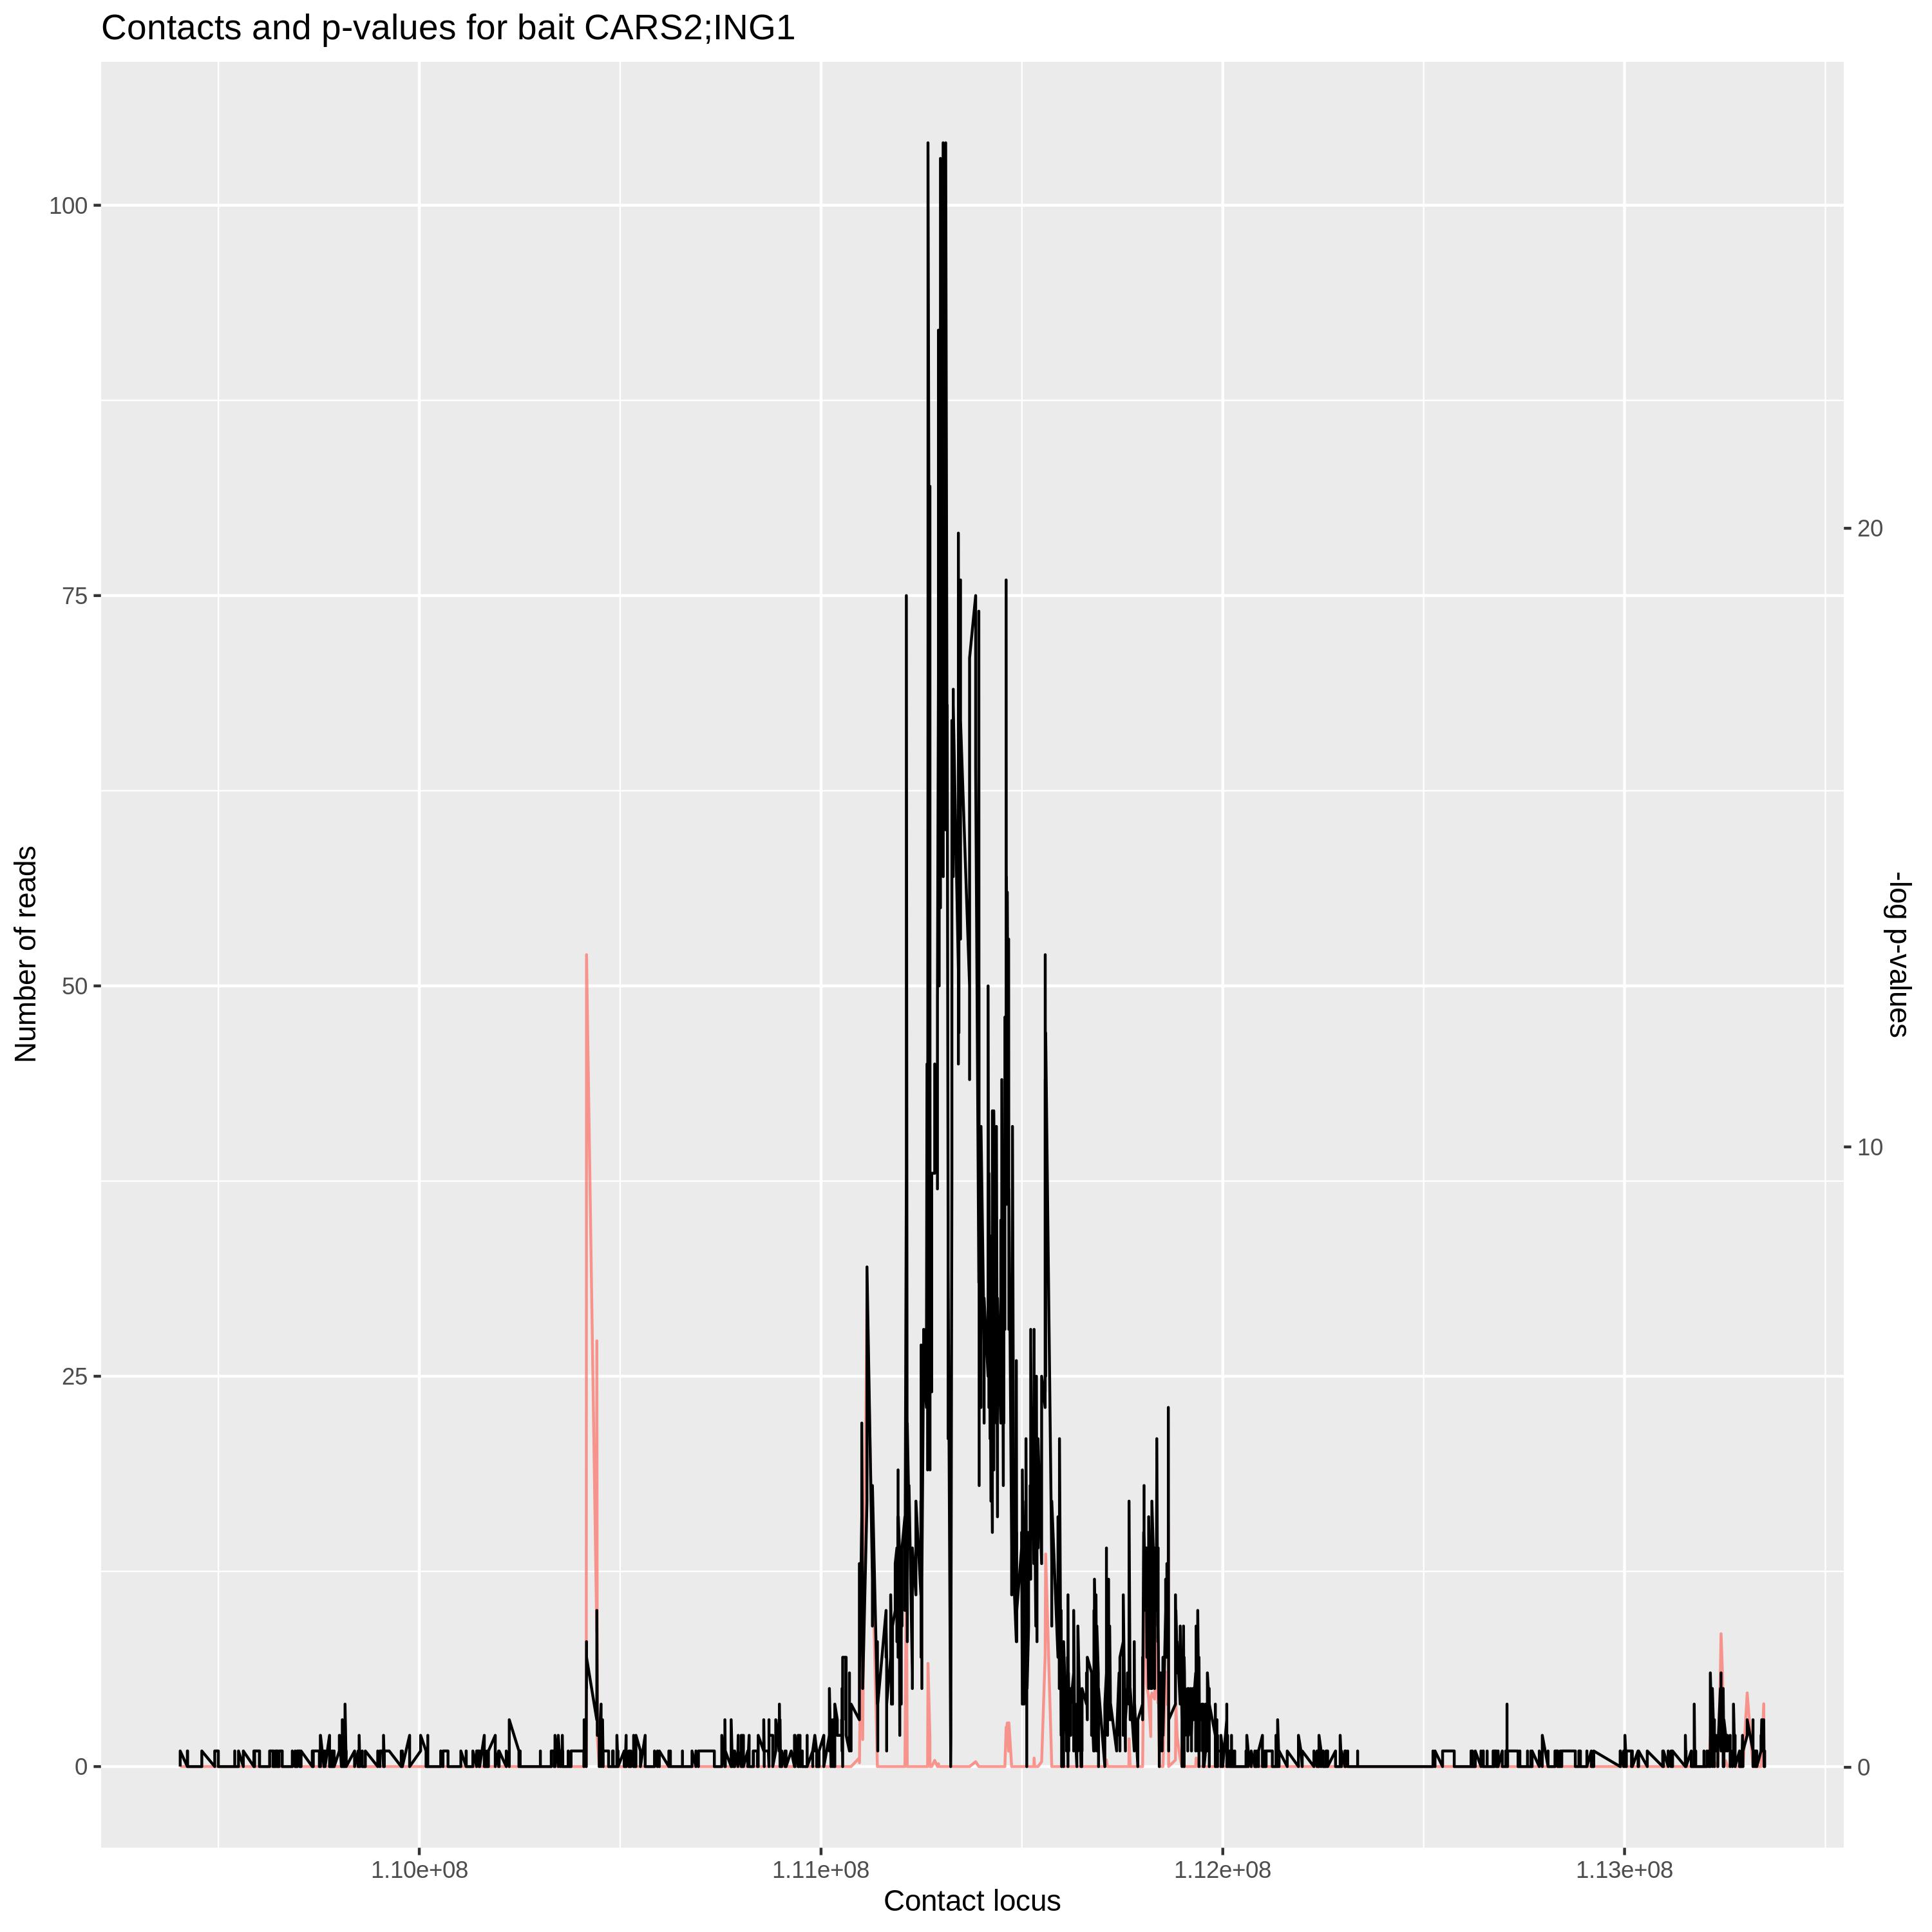 Contacts and p-values for bait CARS2;ING1
100
75
50
25
0
Number of reads
20
10
0
-log p-values
1.10e+08
1.11e+08
1.12e+08
1.13e+08
Contact locus